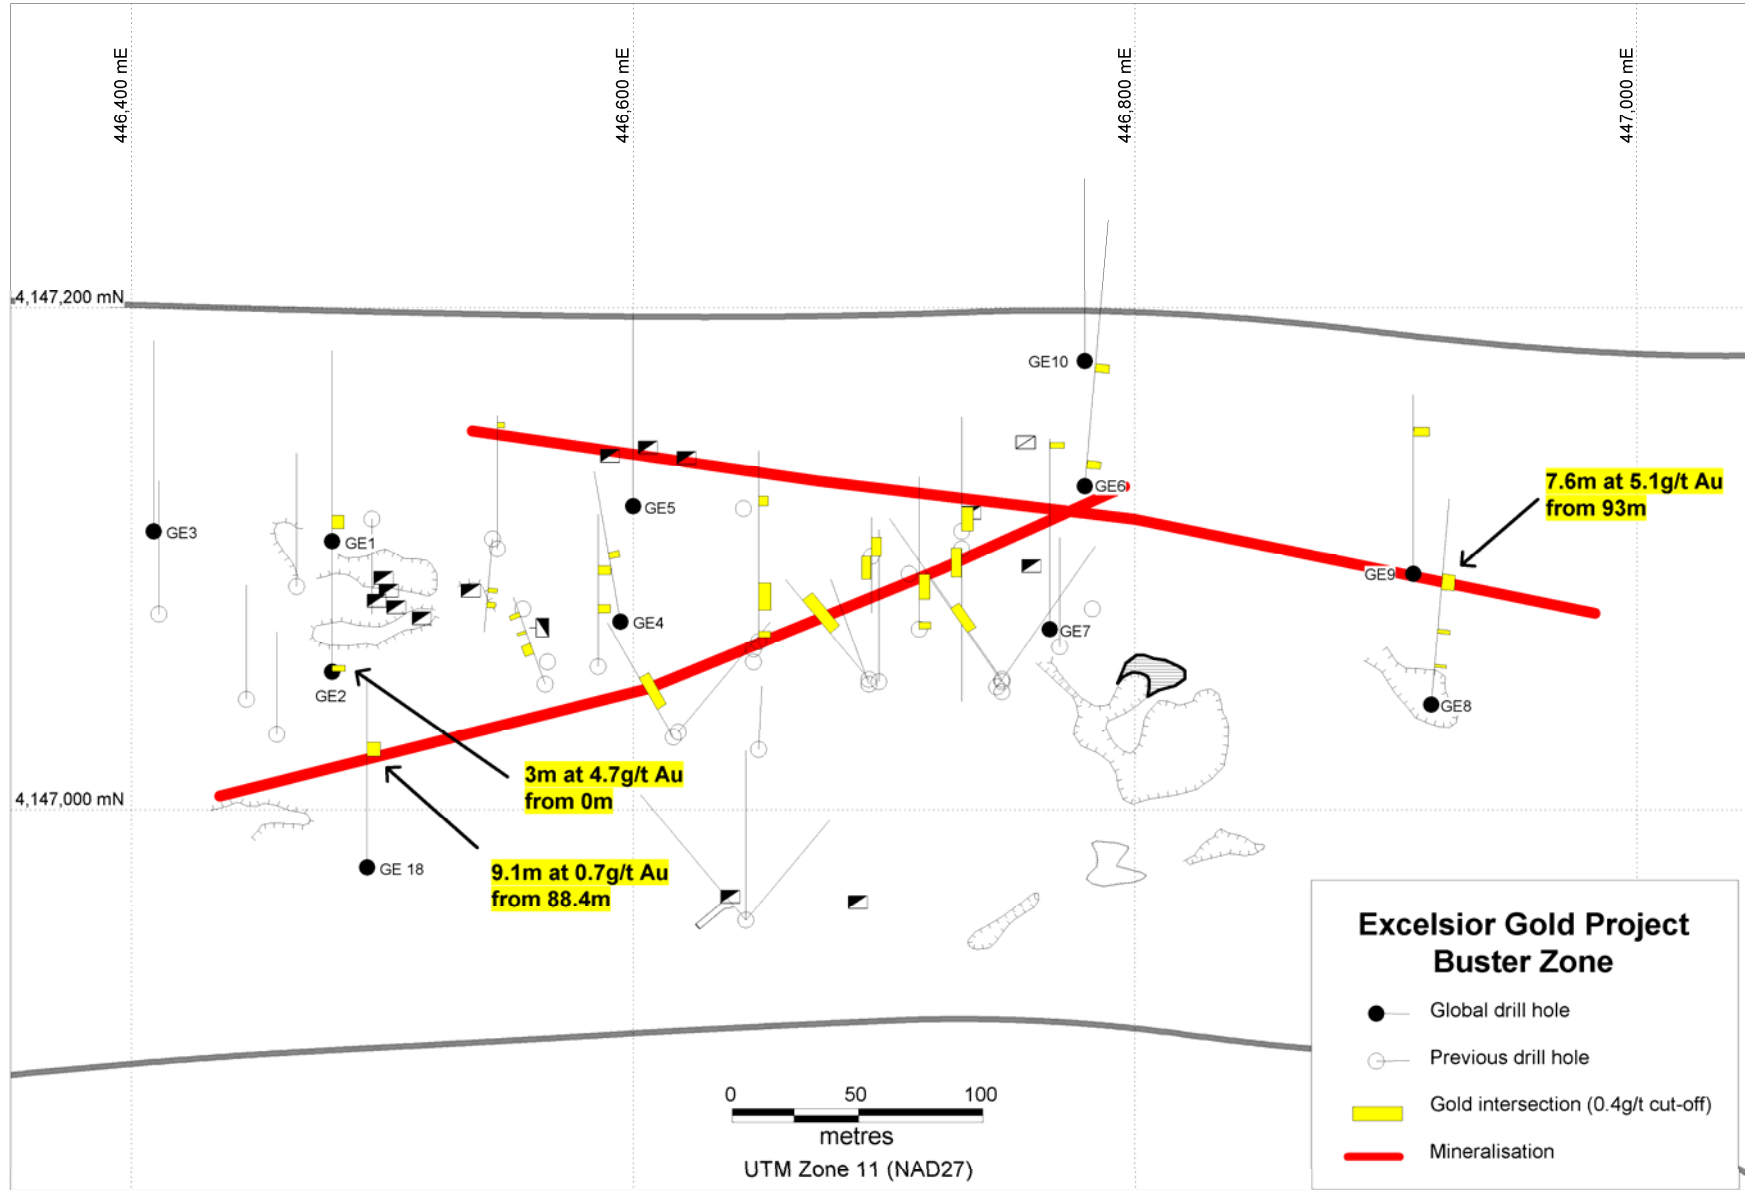 446,400 mE
446,600 mE
446,800 mE
447,000 mE
4,147,200 mN
GE10
GE6
7.6m at 5.1g/t Au
from 93m
GE3
GE1
GE5
GE9
GE4
GE7
GE2
GE8
3m at 4.7g/t Au
from 0m
4,147,000 mN
GE 18
9.1m at 0.7g/t Au
from 88.4m
Excelsior Gold Project
Buster Zone
Global drill hole
Previous drill hole
Gold intersection (0.4g/t cut-off)
Mineralisation
0 50 100
metres
UTM Zone 11 (NAD27)